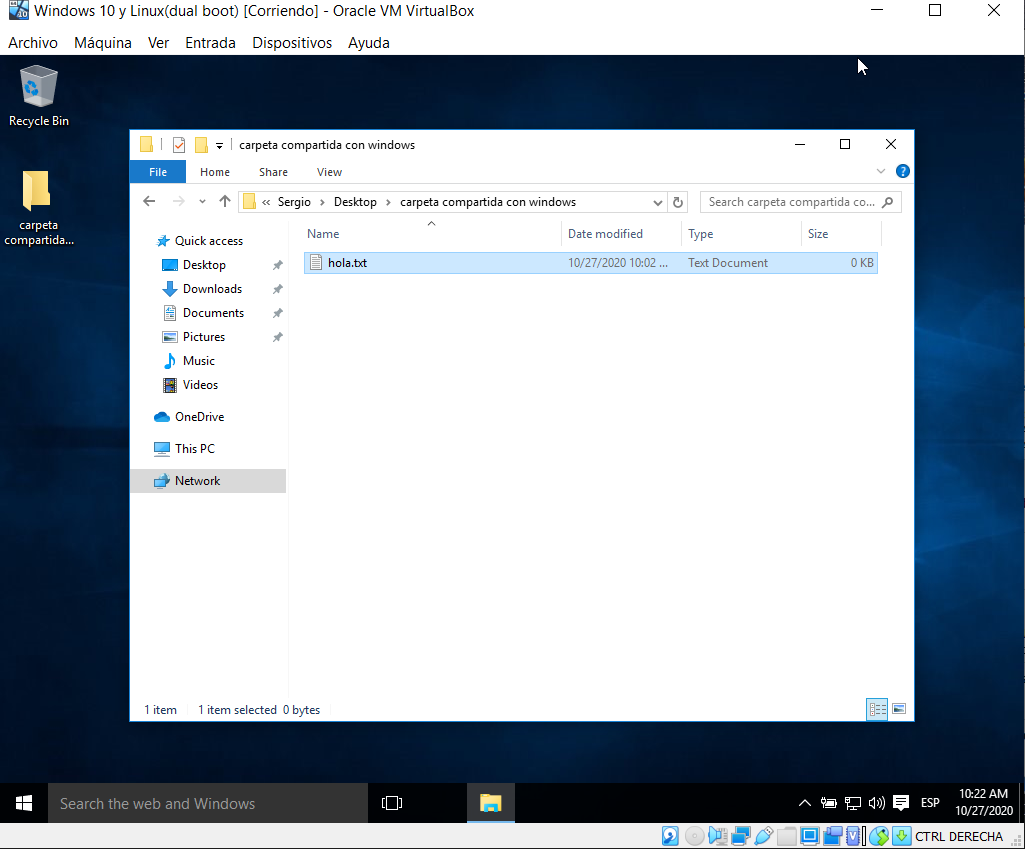 Windows 10 y Linux(dual boot) [Corriendo] - Oracle VM VirtualBox
Archivo Máquina Ver Entrada Dispositivos Ayuda
Recycle Bin
carpeta
compartida...
carpeta compartida con windows
File Home Share View
« Sergio > Desktop > carpeta compartida con windows
Search carpeta compartida co...
Name Date modified Type Size
hola.txt 10/27/2020 10:02 ... Text Document 0 KB
Quick access
Desktop
Downloads
Documents
Pictures
Music
Videos
OneDrive
This PC
Network
1 item 1 item selected 0 bytes
Search the web and Windows
ESP
10:22 AM
10/27/2020
CTRL DERECHA